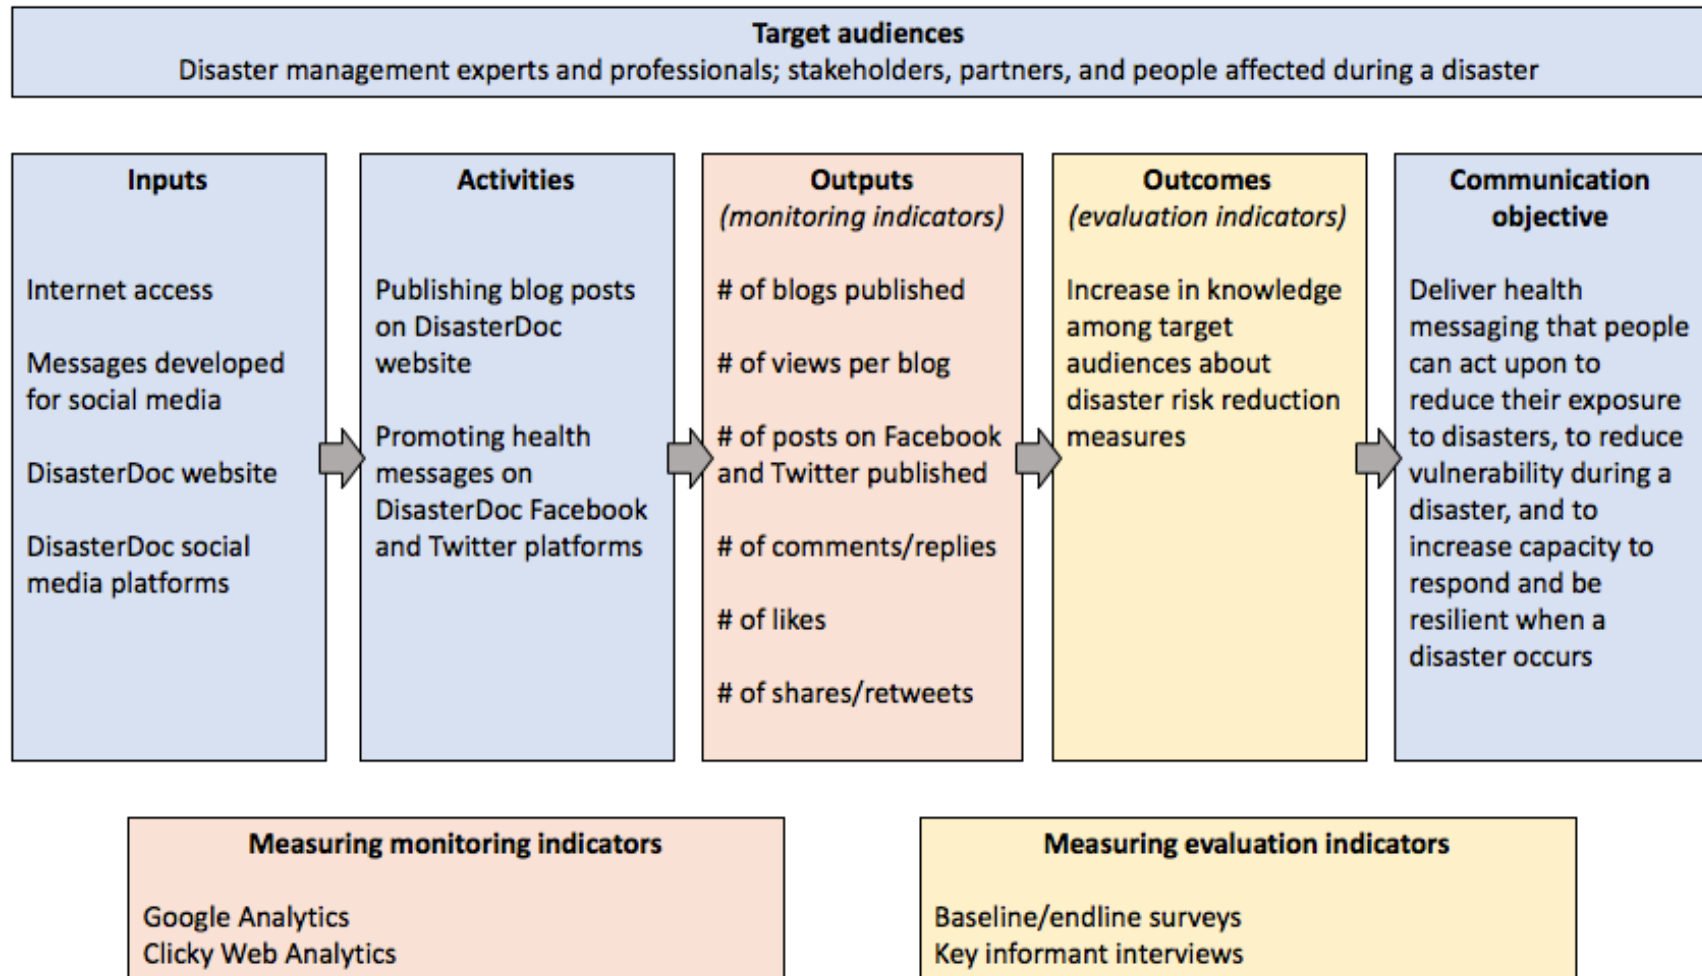 Target audiences
Disaster management experts and professionals; stakeholders, partners, and people affected during a disaster
Inputs
Internet access
Messages developed
for social media
DisasterDoc website
DisasterDoc social
media platforms
Activities
Publishing blog posts
on DisasterDoc
website
Promoting health
messages on
DisasterDoc Facebook
and Twitter platforms
Outputs
(monitoring indicators)
# of blogs published
# of views per blog
# of posts on Facebook
and Twitter published
# of comments/replies
# of likes
# of shares/retweets
Outcomes
(evaluation indicators)
Increase in knowledge
among target
audiences about
disaster risk reduction
measures
Communication
objective
Deliver health
messaging that people
can act upon to
reduce their exposure
to disasters, to reduce
vulnerability during a
disaster, and to
increase capacity to
respond and be
resilient when a
disaster occurs
Measuring monitoring indicators
Google Analytics
Clicky Web Analytics
Measuring evaluation indicators
Baseline/endline surveys
Key informant interviews